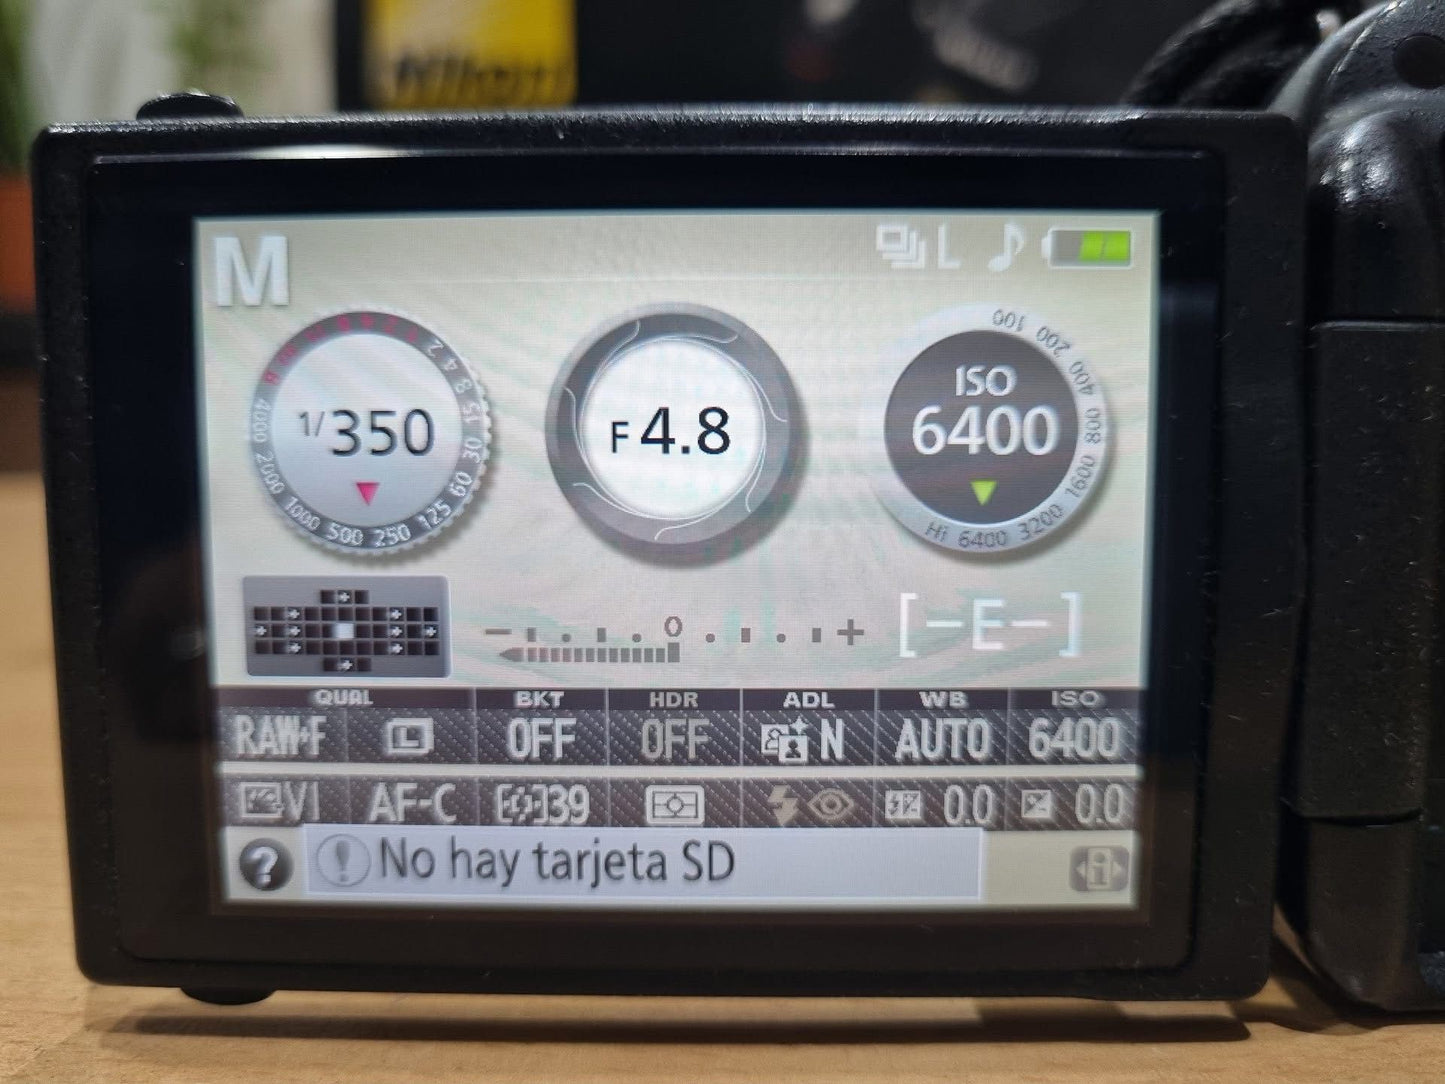 Nikon
M L
1/350
4000 2000 1000 500 250 125 60 30 15 8 4 2
F4.8
ISO
6400
100 200 400 800 1600 3200 6400 Hi
− 0 +
[-E-]
QUAL BKT HDR ADL WB ISO
RAW+F L OFF OFF N AUTO 6400
VI AF-C [ ]39 0.0 0.0
? ! No hay tarjeta SD i